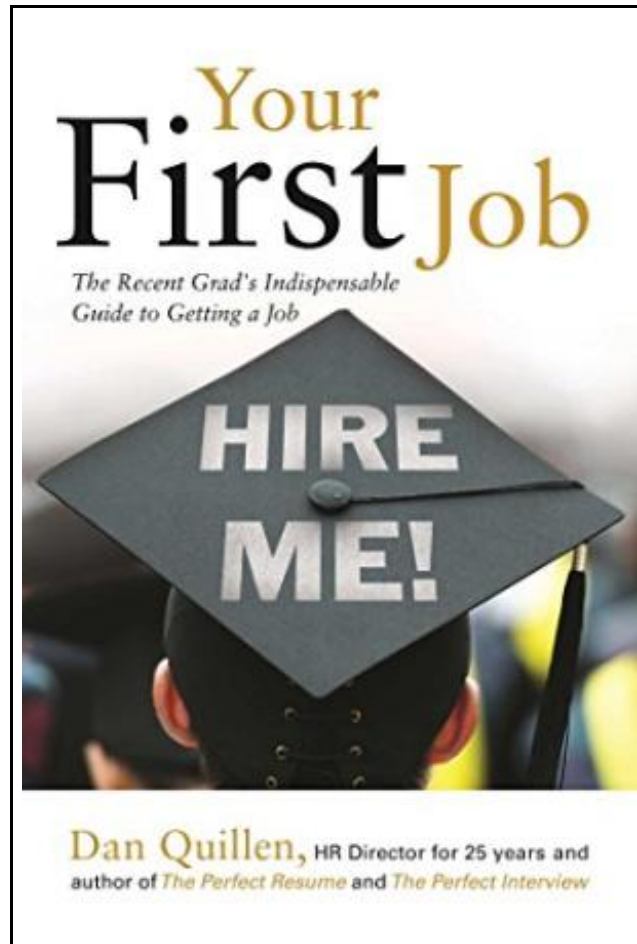 Your
First Job
The Recent Grad's Indispensable
Guide to Getting a Job
HIRE
ME!
Dan Quillen, HR Director for 25 years and
author of The Perfect Resume and The Perfect Interview